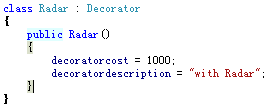 class Radar : Decorator
{
public Radar()
{
decoratorcost = 1000;
decoratordescription = "with Radar";
}
}